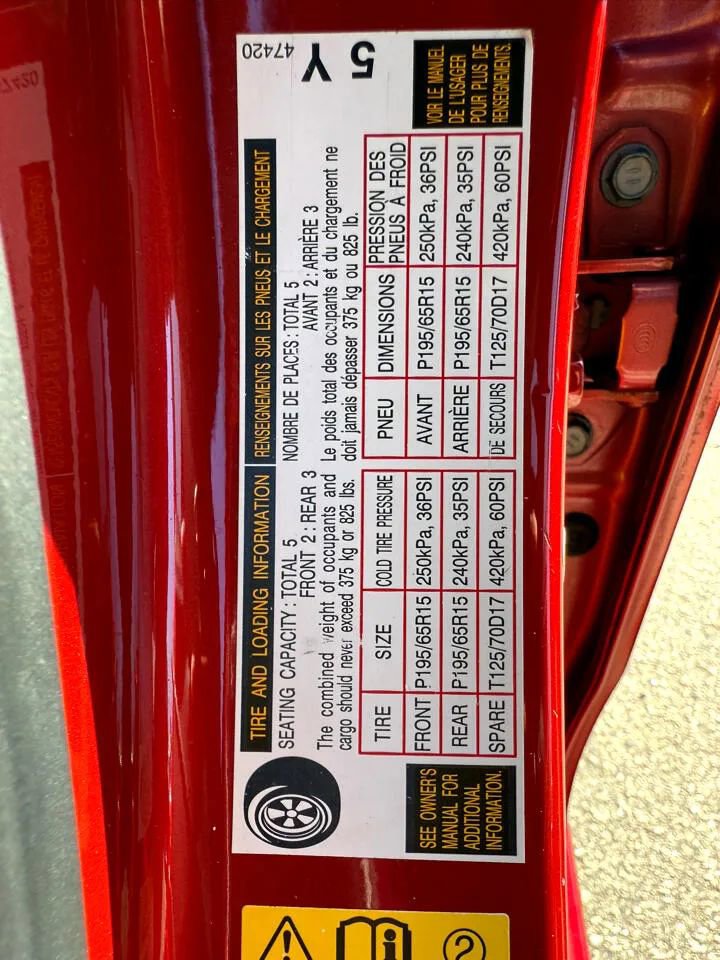 TIRE AND LOADING INFORMATION
SEATING CAPACITY: TOTAL 5
FRONT 2: REAR 3
The combined weight of occupants and
cargo should never exceed 375 kg or 825 lbs.
TIRE SIZE COLD TIRE PRESSURE
FRONT P195/65R15 250kPa, 36PSI
REAR P195/65R15 240kPa, 35PSI
SPARE T125/70D17 420kPa, 60PSI
SEE OWNER'S
MANUAL FOR
ADDITIONAL
INFORMATION.
RENSEIGNEMENTS SUR LES PNEUS ET LE CHARGEMENT
NOMBRE DE PLACES: TOTAL 5
AVANT 2: ARRIÈRE 3
Le poids total des occupants et du chargement ne
doit jamais dépasser 375 kg ou 825 lb.
PNEU DIMENSIONS PRESSION DES
PNEUS À FROID
AVANT P195/65R15 250kPa, 36PSI
ARRIÈRE P195/65R15 240kPa, 35PSI
DE SECOURS T125/70D17 420kPa, 60PSI
VOIR LE MANUEL
DE L'USAGER
POUR PLUS DE
RENSEIGNEMENTS.
47420
5 Y